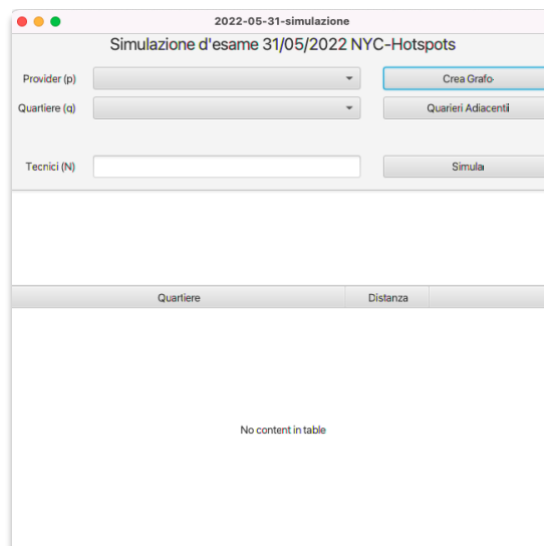 2022-05-31-simulazione
Simulazione d'esame 31/05/2022 NYC-Hotspots
Provider (p) Crea Grafo
Quartiere (q) Quarieri Adiacenti
Tecnici (N) Simula
Quartiere Distanza
No content in table